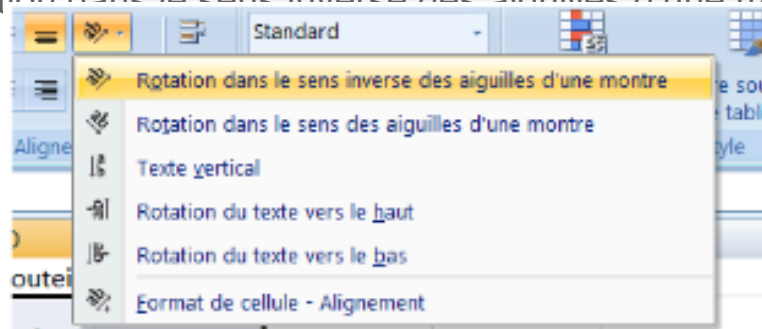 Standard
Rotation dans le sens inverse des aiguilles d'une montre
Rotation dans le sens des aiguilles d'une montre
Texte vertical
Rotation du texte vers le haut
Rotation du texte vers le bas
Format de cellule - Alignement